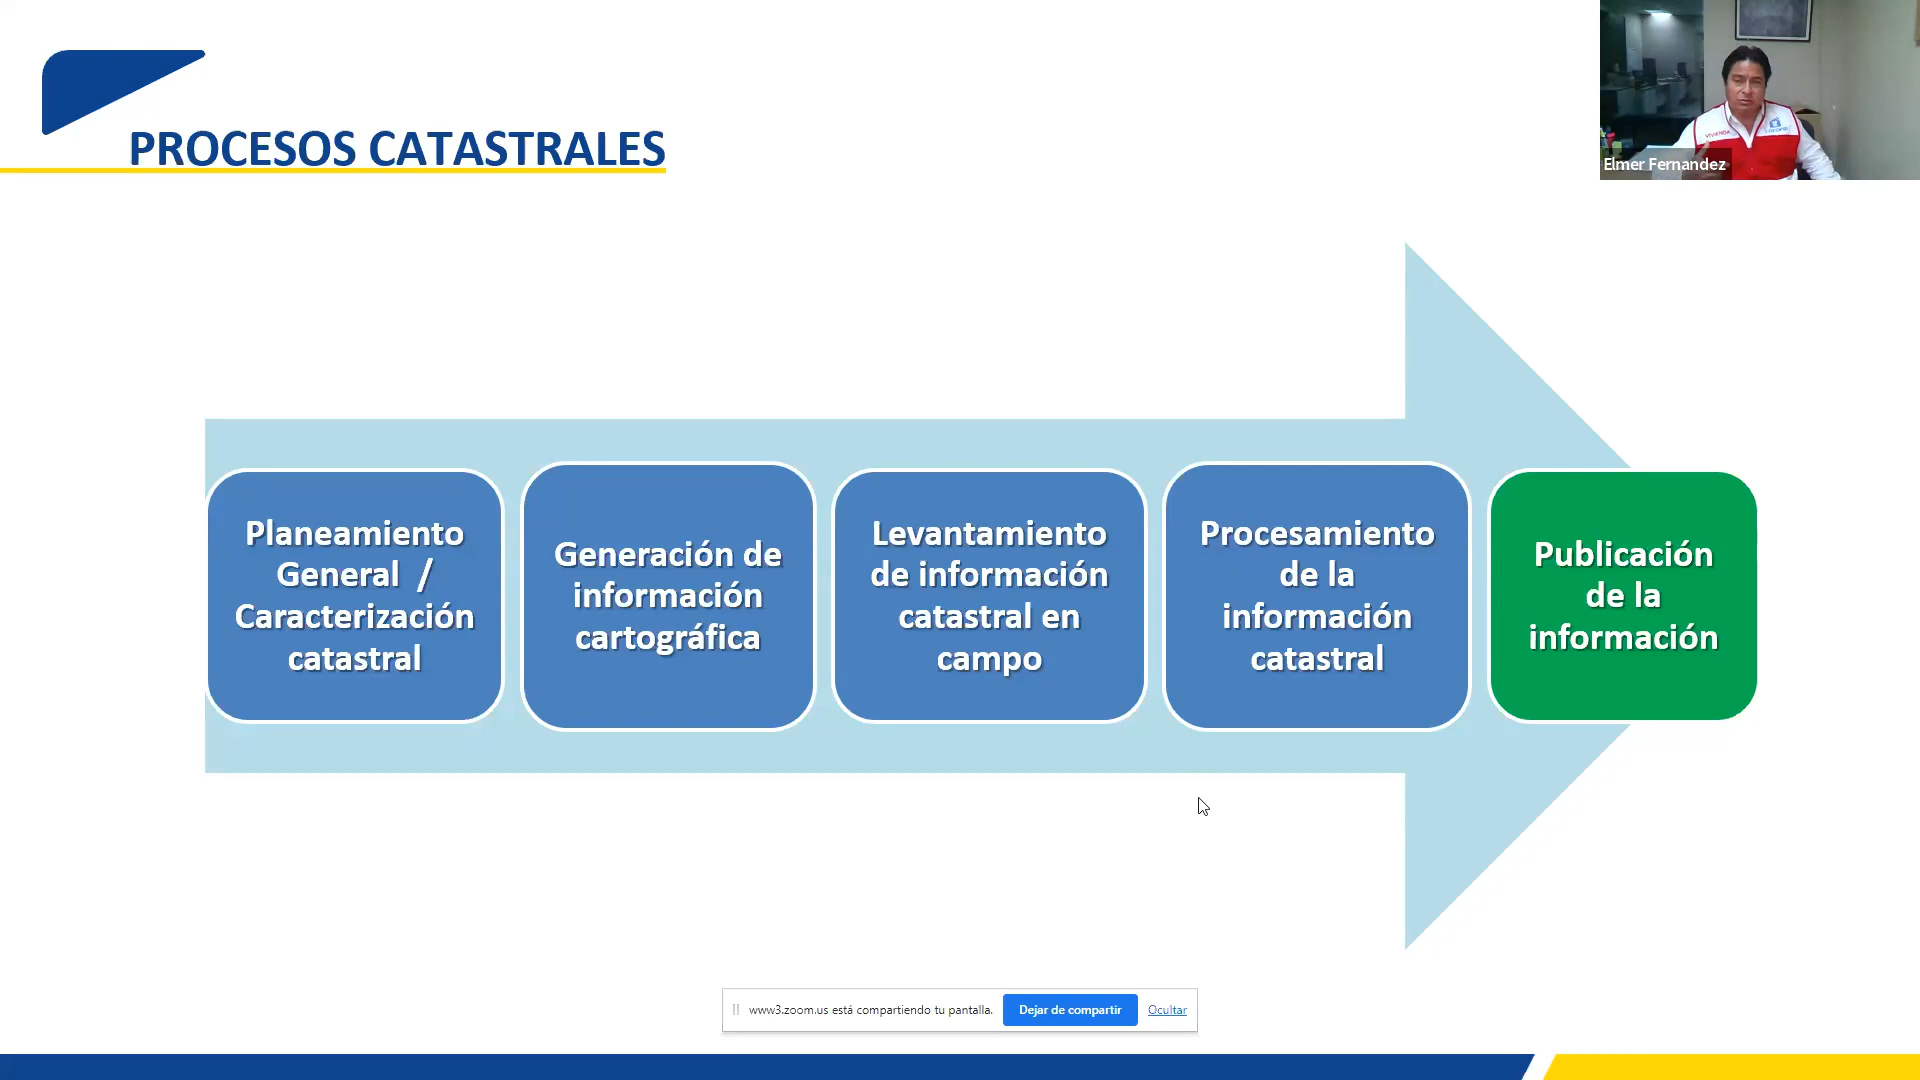 PROCESOS CATASTRALES
VIVIENDA
Elmer Fernandez
Planeamiento
General /
Caracterización
catastral
Generación de
información
cartográfica
Levantamiento
de información
catastral en
campo
Procesamiento
de la
información
catastral
Publicación
de la
información
www3.zoom.us está compartiendo tu pantalla.
Dejar de compartir
Ocultar